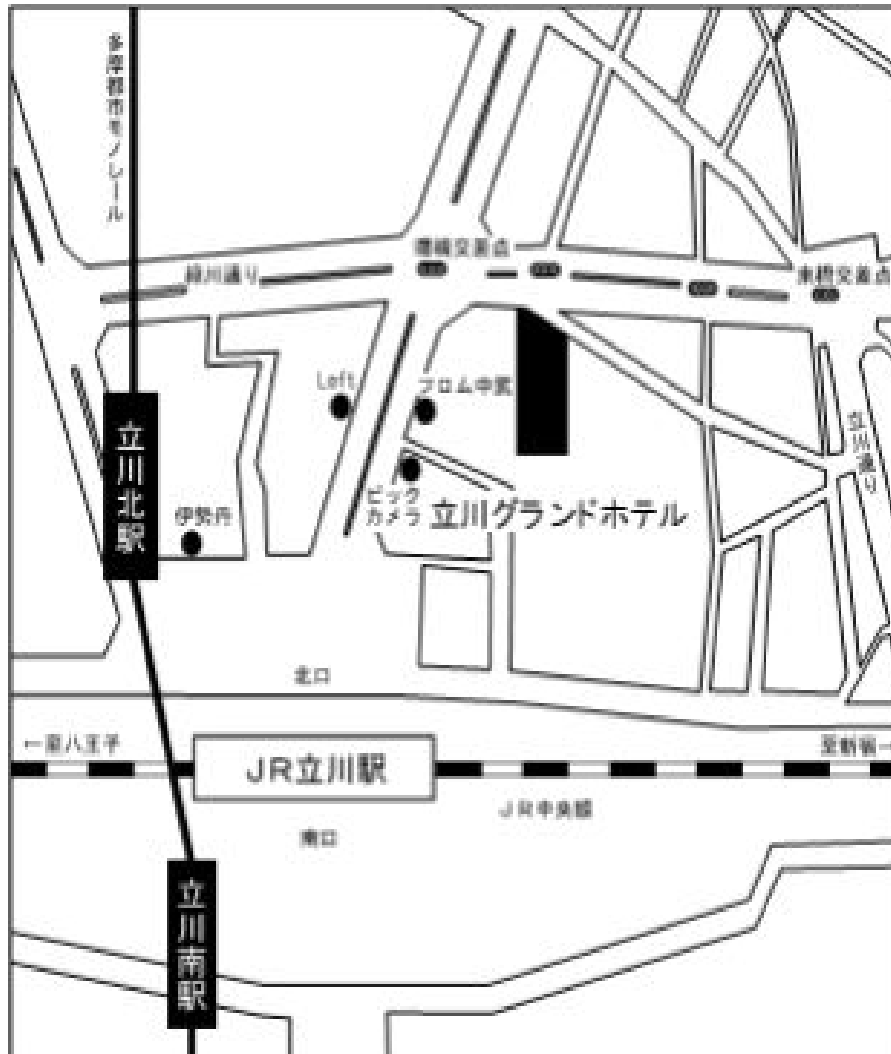 多摩都市モノレール
曙橋交差点
緑川通り
東橋交差点
Loft
フロム中武
立川通り
立川北駅
伊勢丹
ビック
カメラ
立川グランドホテル
北口
←至八王子
至新宿→
JR立川駅
JR中央線
南口
立川南駅